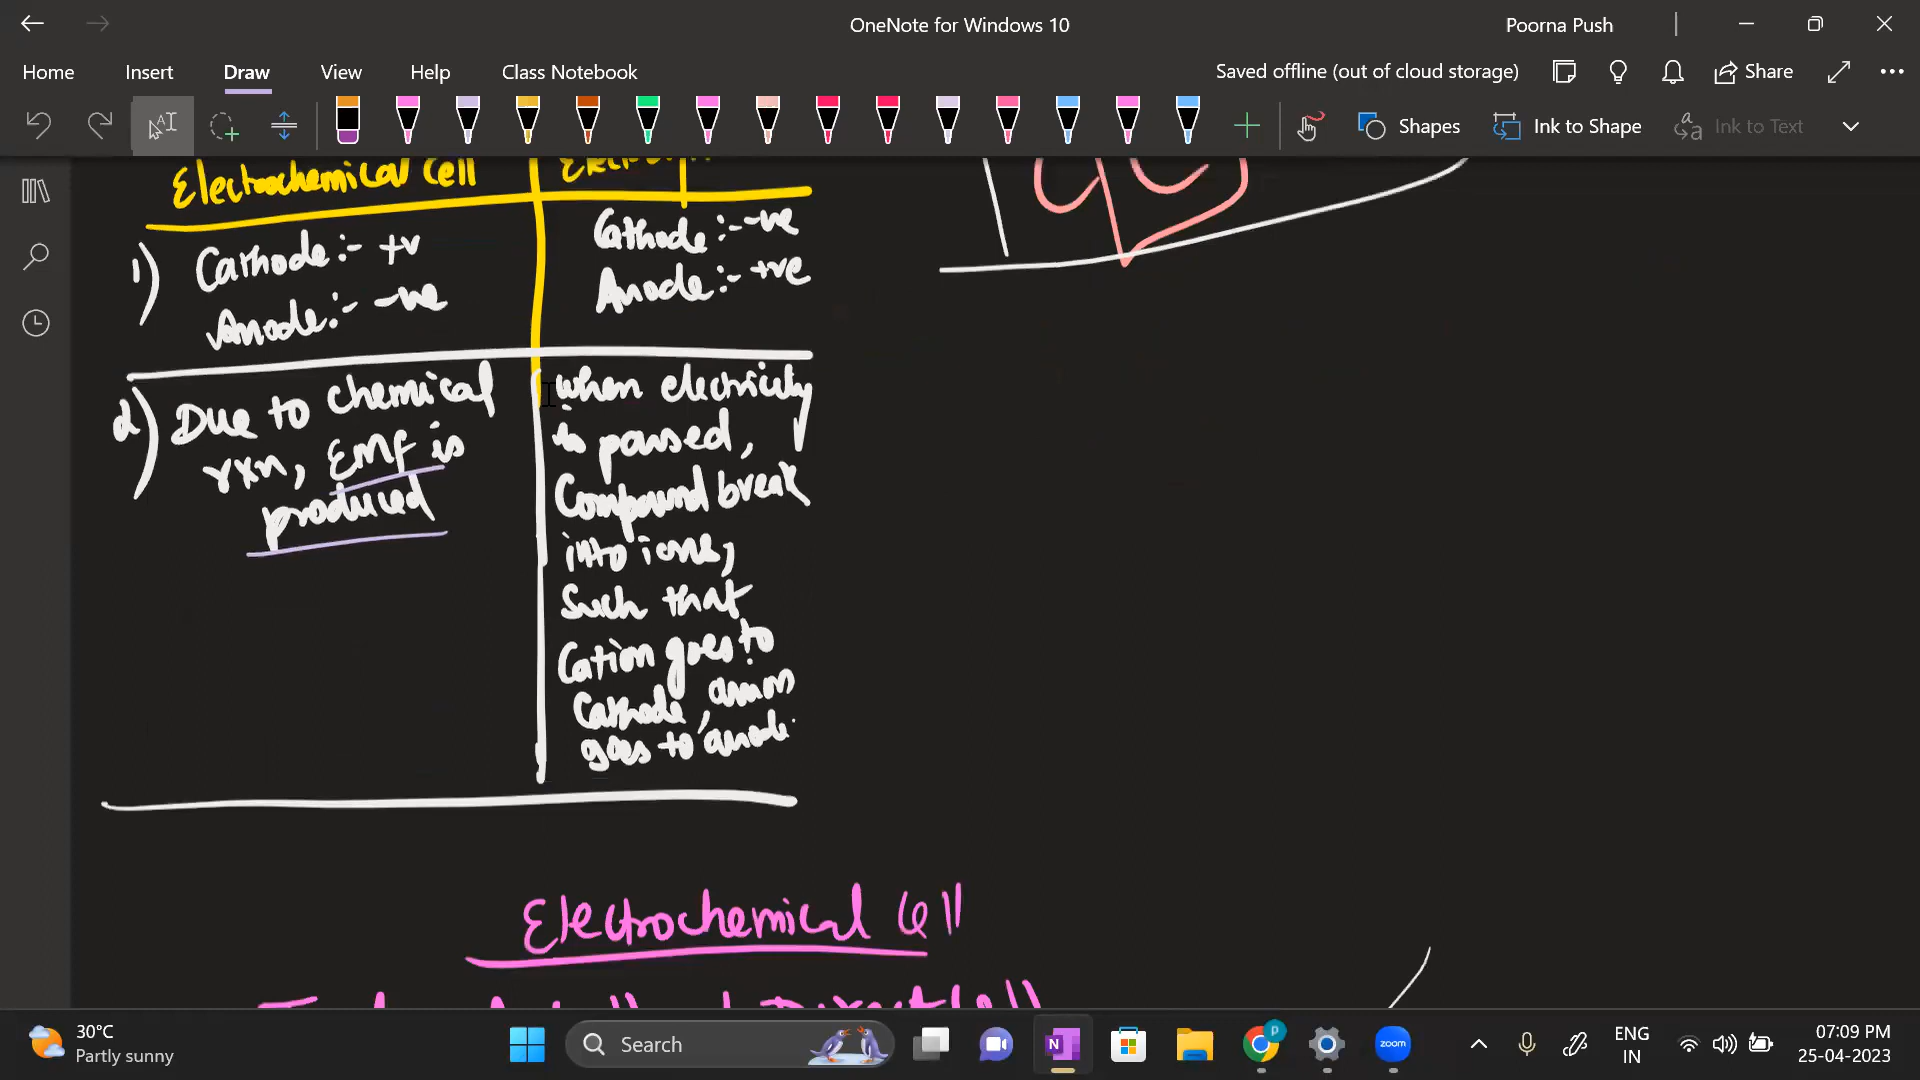 OneNote for Windows 10
Poorna Push
Home
Insert
Draw
View
Help
Class Notebook
Saved offline (out of cloud storage)
Share
Shapes
Ink to Shape
Ink to Text
Electrochemical Cell
1) Cathode :- +v
Anode :- -ve
Cathode :- -ve
Anode :- +ve
2) Due to chemical
rxn, EMF is
produced
when electricity
is passed,
Compound break
into ions,
Such that
Cation goes to
Cathode, anion
goes to anode.
Electrochemical Cell
30°C
Partly sunny
Search
zoom
ENG
IN
07:09 PM
25-04-2023